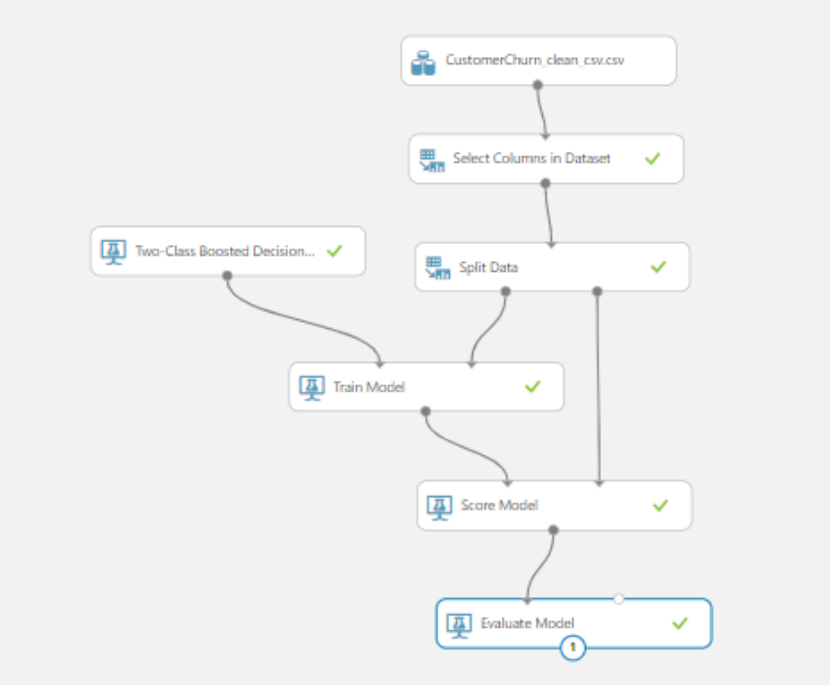 CustomerChurn_clean_csv.csv
Select Columns in Dataset
Two-Class Boosted Decision...
Split Data
Train Model
Score Model
Evaluate Model
1